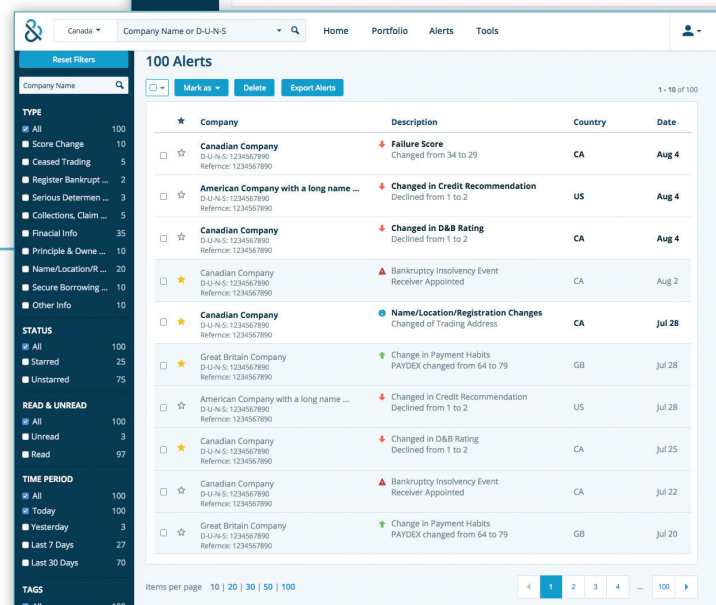 Canada
Company Name or D-U-N-S
Home
Portfolio
Alerts
Tools
Reset Filters
Company Name
TYPE
All 100
Score Change 10
Ceased Trading 5
Register Bankrupt ... 2
Serious Determen ... 3
Collections, Claim ... 5
Finacial Info 35
Principle & Owne ... 10
Name/Location/R ... 20
Secure Borrowing ... 10
Other Info 10
STATUS
All 100
Starred 25
Unstarred 75
READ & UNREAD
All 100
Unread 3
Read 97
TIME PERIOD
All 100
Today 100
Yesterday 3
Last 7 Days 27
Last 30 Days 70
TAGS
All 100
100 Alerts
Mark as
Delete
Export Alerts
1 - 10 of 100
Company Description Country Date
Canadian Company
D-U-N-S: 1234567890
Refernce: 1234567890
Failure Score
Changed from 34 to 29
CA
Aug 4
American Company with a long name ...
D-U-N-S: 1234567890
Refernce: 1234567890
Changed in Credit Recommendation
Declined from 1 to 2
US
Aug 4
Canadian Company
D-U-N-S: 1234567890
Refernce: 1234567890
Changed in D&B Rating
Declined from 1 to 2
CA
Aug 4
Canadian Company
D-U-N-S: 1234567890
Refernce: 1234567890
Bankruptcy Insolvency Event
Receiver Appointed
CA
Aug 2
Canadian Company
D-U-N-S: 1234567890
Refernce: 1234567890
Name/Location/Registration Changes
Changed of Trading Address
CA
Jul 28
Great Britain Company
D-U-N-S: 1234567890
Refernce: 1234567890
Change in Payment Habits
PAYDEX changed from 64 to 79
GB
Jul 28
American Company with a long name ...
D-U-N-S: 1234567890
Refernce: 1234567890
Changed in Credit Recommendation
Declined from 1 to 2
US
Jul 28
Canadian Company
D-U-N-S: 1234567890
Refernce: 1234567890
Changed in D&B Rating
Declined from 1 to 2
CA
Jul 25
Canadian Company
D-U-N-S: 1234567890
Refernce: 1234567890
Bankruptcy Insolvency Event
Receiver Appointed
CA
Jul 22
Great Britain Company
D-U-N-S: 1234567890
Refernce: 1234567890
Change in Payment Habits
PAYDEX changed from 64 to 79
GB
Jul 20
Items per page 10 | 20 | 30 | 50 | 100
1 2 3 4 ... 100